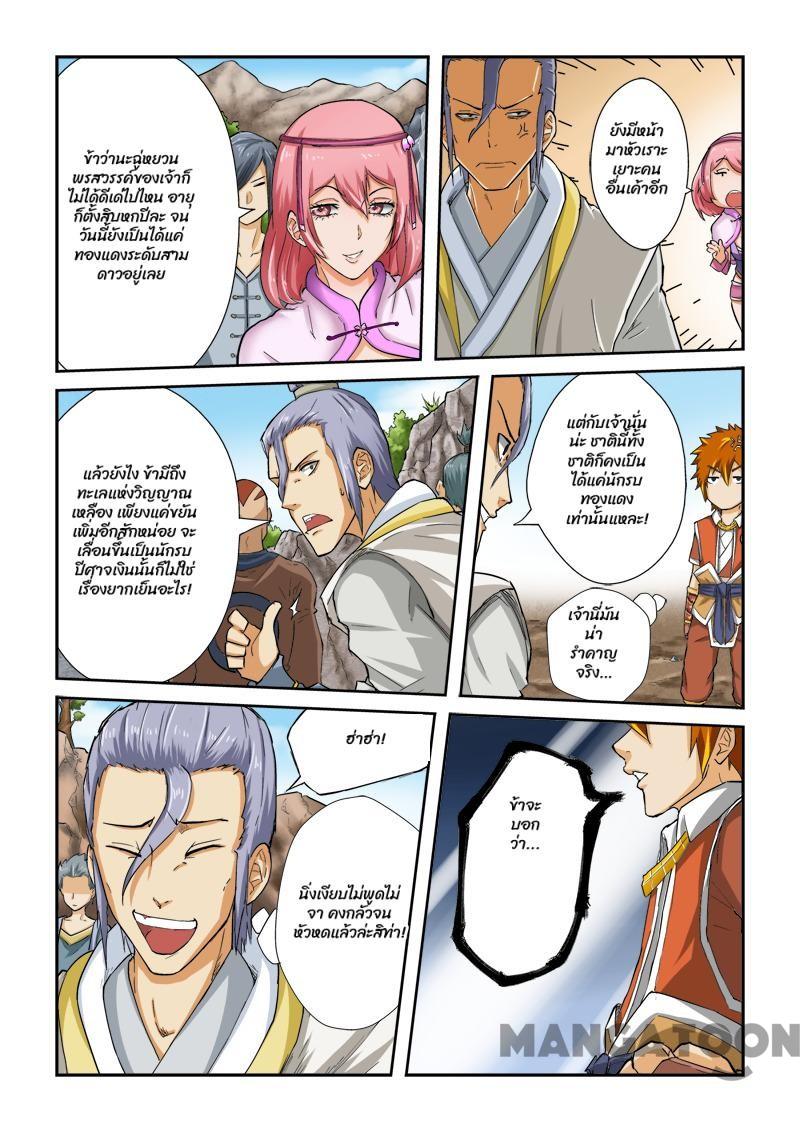 ข้าว่านะฉู่หยวน
พรสวรรค์ของเจ้าก็
ไม่ได้ดีเด่ไปไหน อายุ
ก็ตั้งสิบหกปีละ จน
วันนี้ยังเป็นได้แค่
ทองแดงระดับสาม
ดาวอยู่เลย
ยังมีหน้า
มาหัวเราะ
เยาะคน
อื่นเค้าอีก
แล้วยังไง ข้ามีถึง
ทะเลแห่งวิญญาณ
เหลือง เพียงแค่ขยัน
เพิ่มอีกสักหน่อย จะ
เลื่อนขึ้นเป็นนักรบ
ปีศาจเงินนั้นก็ไม่ใช่
เรื่องยากเย็นอะไร!
แต่กับเจ้านั่น
น่ะ ชาตินี้ทั้ง
ชาติก็คงเป็น
ได้แค่นักรบ
ทองแดง
เท่านั้นแหละ!
เจ้านี่มัน
น่า
รำคาญ
จริง...
ฮ่าฮ่า!
นิ่งเงียบไม่พูดไม่
จา คงกลัวจน
หัวหดแล้วล่ะสิท่า!
ข้าจะ
บอก
ว่า...
MANGATOON